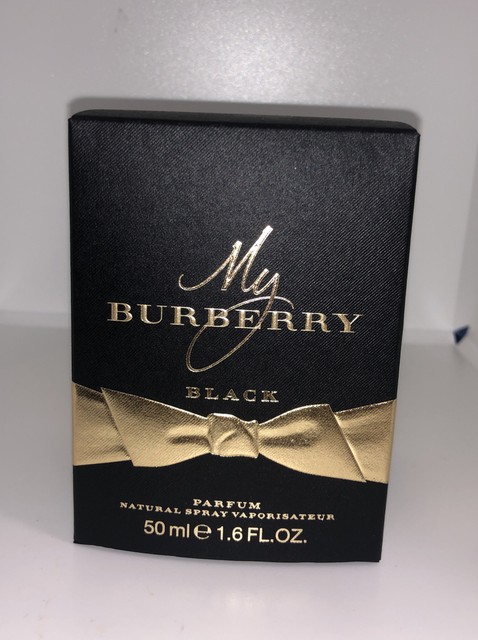 My
BURBERRY
BLACK
PARFUM
NATURAL SPRAY VAPORISATEUR
50 ml ℮ 1.6 FL.OZ.